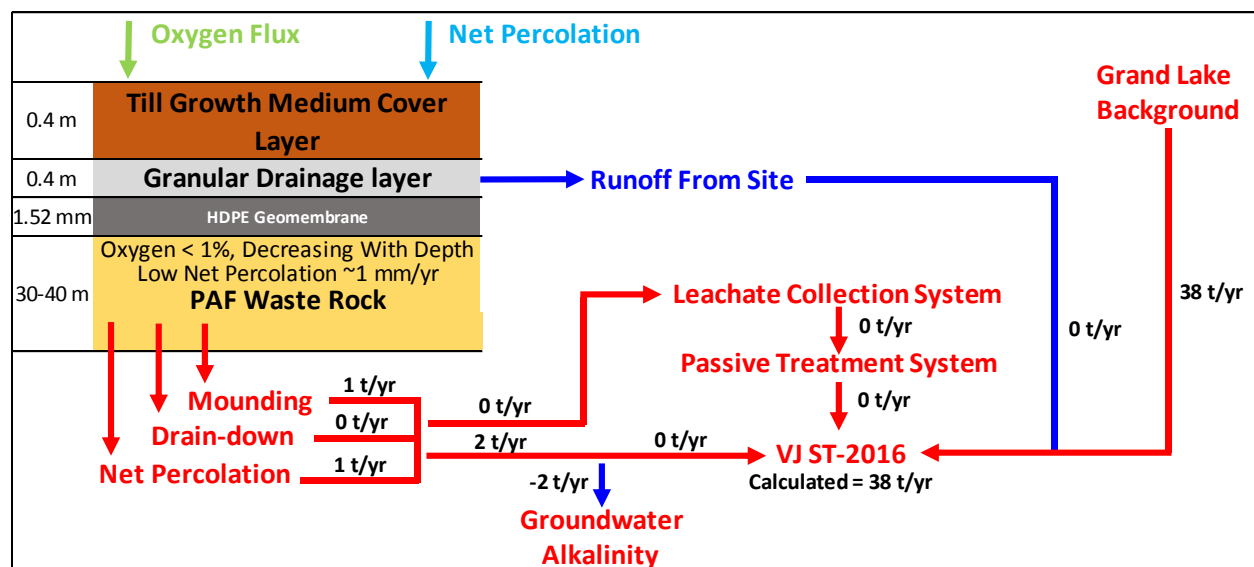 Oxygen Flux
Net Percolation
Grand Lake
Background
0.4 m
Till Growth Medium Cover
Layer
0.4 m
Granular Drainage layer
Runoff From Site
1.52 mm
HDPE Geomembrane
30-40 m
Oxygen < 1%, Decreasing With Depth
Low Net Percolation ~1 mm/yr
PAF Waste Rock
Leachate Collection System
38 t/yr
0 t/yr
0 t/yr
Passive Treatment System
Mounding
1 t/yr
0 t/yr
0 t/yr
Drain-down
0 t/yr
2 t/yr
0 t/yr
VJ ST-2016
Net Percolation
1 t/yr
Calculated = 38 t/yr
-2 t/yr
Groundwater
Alkalinity